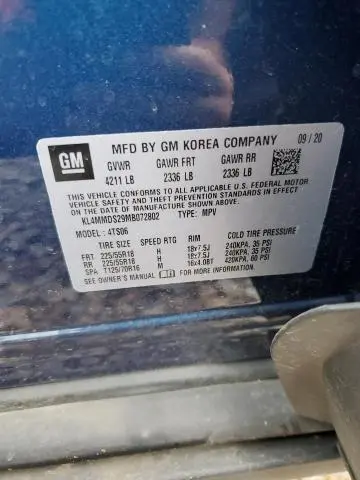 GM
MFD BY GM KOREA COMPANY 09/20
GVWR GAWR FRT GAWR RR
4211 LB 2336 LB 2336 LB
THIS VEHICLE CONFORMS TO ALL APPLICABLE U.S. FEDERAL MOTOR
VEHICLE SAFETY, BUMPER, AND THEFT PREVENTION STANDARDS
IN EFFECT ON THE DATE OF MANUFACTURE SHOWN ABOVE.
KL4MMDS29MB072802 TYPE: MPV
MODEL: 4TS06
TIRE SIZE SPEED RTG RIM COLD TIRE PRESSURE
FRT 225/55R18 H 18x7.5J 240KPA, 35 PSI
RR 225/55R18 H 18x7.5J 240KPA, 35 PSI
SPA T125/70R16 M 16x4.0BT 420KPA, 60 PSI
SEE OWNER'S MANUAL FOR ADDITIONAL INFORMATION.